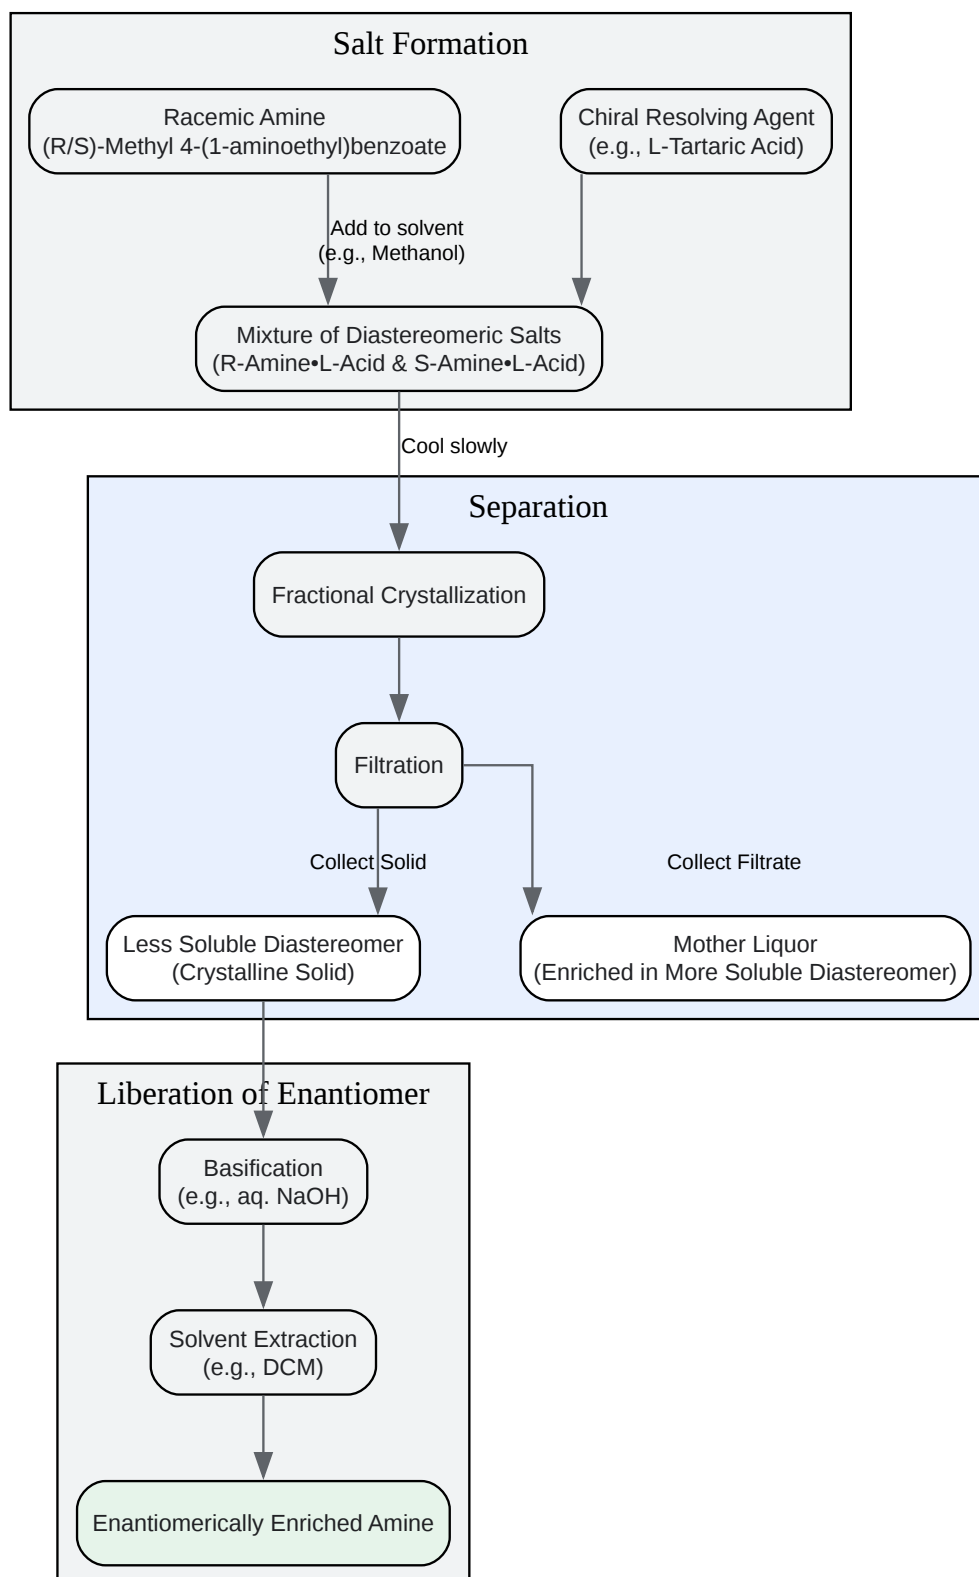 Salt Formation
Racemic Amine
(R/S)-Methyl 4-(1-aminoethyl)benzoate
Chiral Resolving Agent
(e.g., L-Tartaric Acid)
Add to solvent
(e.g., Methanol)
Mixture of Diastereomeric Salts
(R-Amine•L-Acid & S-Amine•L-Acid)
Cool slowly
Separation
Fractional Crystallization
Filtration
Collect Solid
Collect Filtrate
Less Soluble Diastereomer
(Crystalline Solid)
Mother Liquor
(Enriched in More Soluble Diastereomer)
Liberation of Enantiomer
Basification
(e.g., aq. NaOH)
Solvent Extraction
(e.g., DCM)
Enantiomerically Enriched Amine